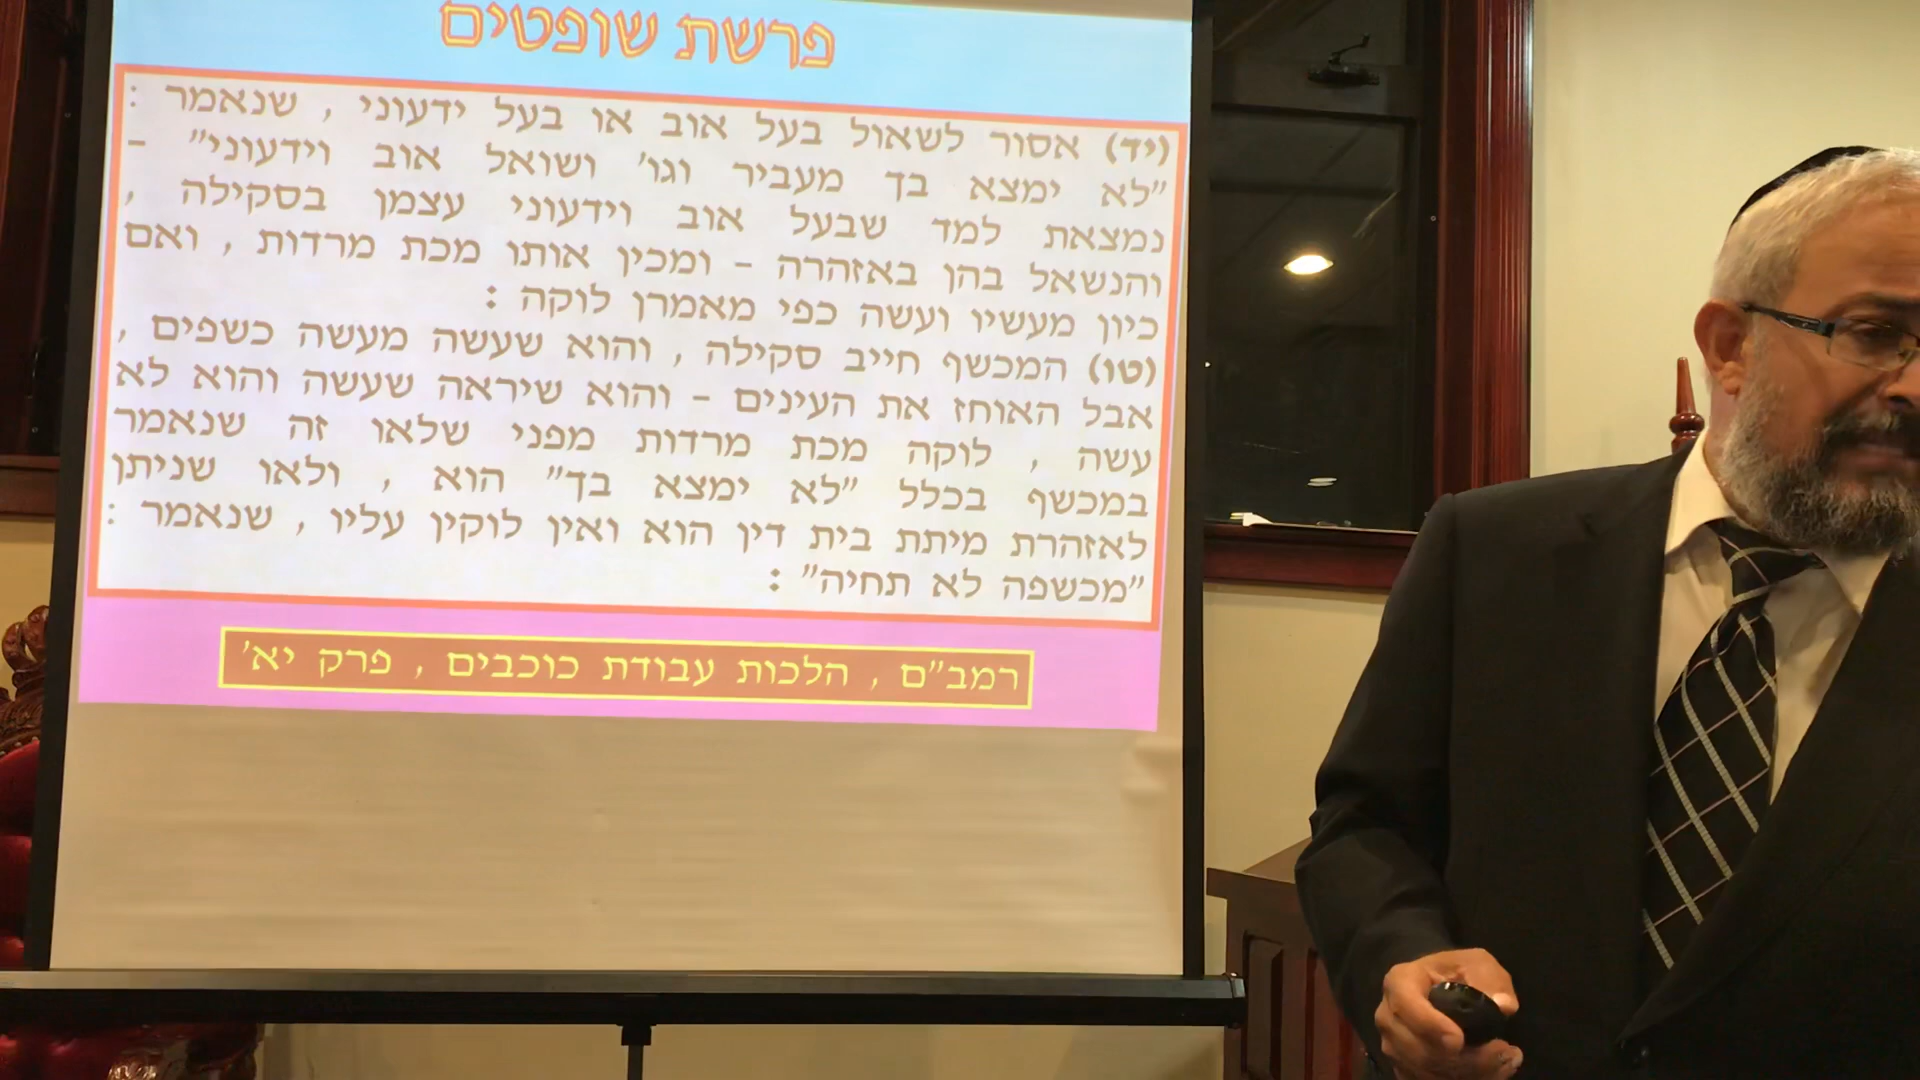 פרשת שופטים
(יד) אסור לשאול בעל אוב או בעל ידעוני , שנאמר :
"לא ימצא בך מעביר וגו' ושואל אוב וידעוני" –
נמצאת למד שבעל אוב וידעוני עצמן בסקילה ,
והנשאל בהן באזהרה – ומכין אותו מכת מרדות , ואם
כיון מעשיו ועשה כפי מאמרן לוקה :
(טו) המכשף חייב סקילה , והוא שעשה מעשה כשפים ,
אבל האוחז את העינים – והוא שיראה שעשה והוא לא
עשה , לוקה מכת מרדות מפני שלאו זה שנאמר
במכשף בכלל "לא ימצא בך" הוא , ולאו שניתן
לאזהרת מיתת בית דין הוא ואין לוקין עליו , שנאמר :
"מכשפה לא תחיה" :
רמב"ם , הלכות עבודת כוכבים , פרק יא'